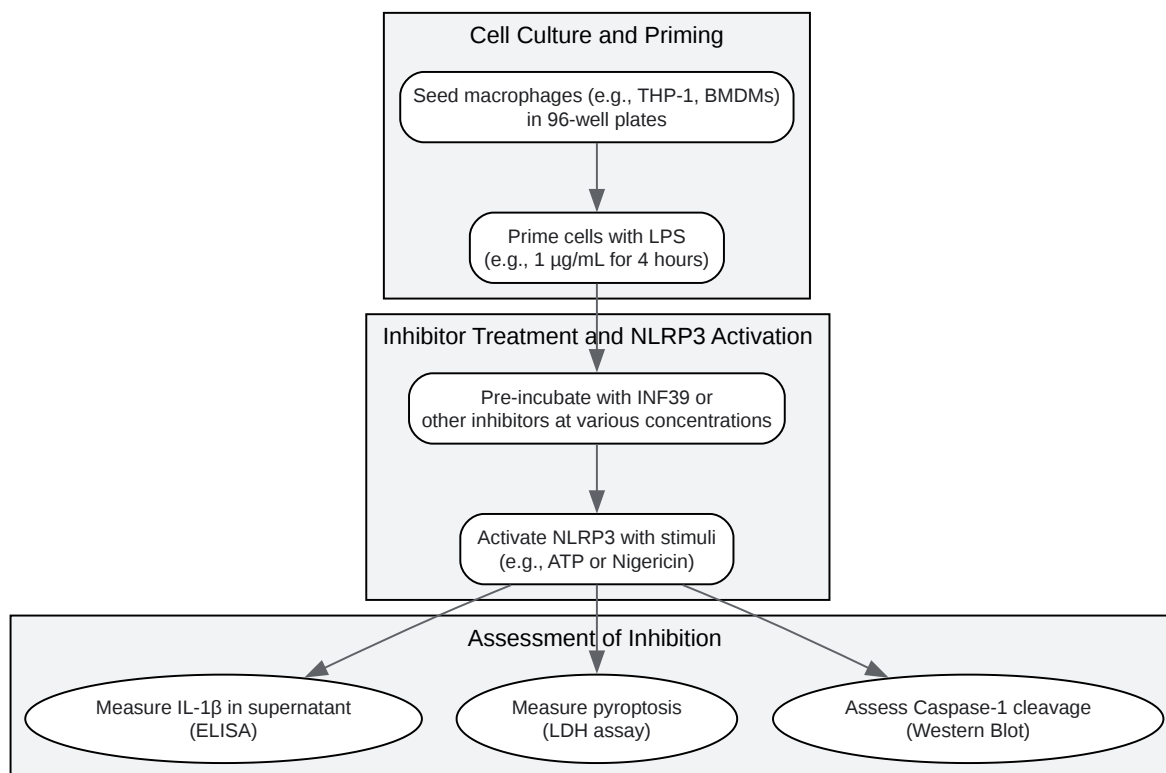 Cell Culture and Priming
Seed macrophages (e.g., THP-1, BMDMs)
in 96-well plates
Prime cells with LPS
(e.g., 1 µg/mL for 4 hours)
Inhibitor Treatment and NLRP3 Activation
Pre-incubate with INF39 or
other inhibitors at various concentrations
Activate NLRP3 with stimuli
(e.g., ATP or Nigericin)
Assessment of Inhibition
Measure IL-1β in supernatant
(ELISA)
Measure pyroptosis
(LDH assay)
Assess Caspase-1 cleavage
(Western Blot)